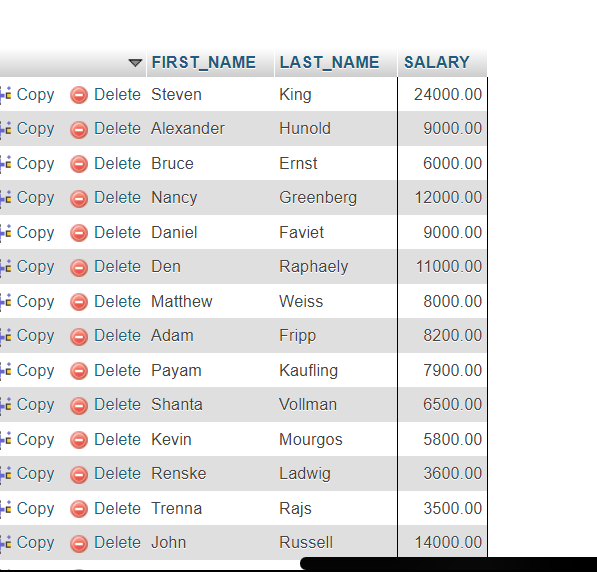 FIRST_NAME LAST_NAME SALARY
Copy Delete Steven King 24000.00
Copy Delete Alexander Hunold 9000.00
Copy Delete Bruce Ernst 6000.00
Copy Delete Nancy Greenberg 12000.00
Copy Delete Daniel Faviet 9000.00
Copy Delete Den Raphaely 11000.00
Copy Delete Matthew Weiss 8000.00
Copy Delete Adam Fripp 8200.00
Copy Delete Payam Kaufling 7900.00
Copy Delete Shanta Vollman 6500.00
Copy Delete Kevin Mourgos 5800.00
Copy Delete Renske Ladwig 3600.00
Copy Delete Trenna Rajs 3500.00
Copy Delete John Russell 14000.00